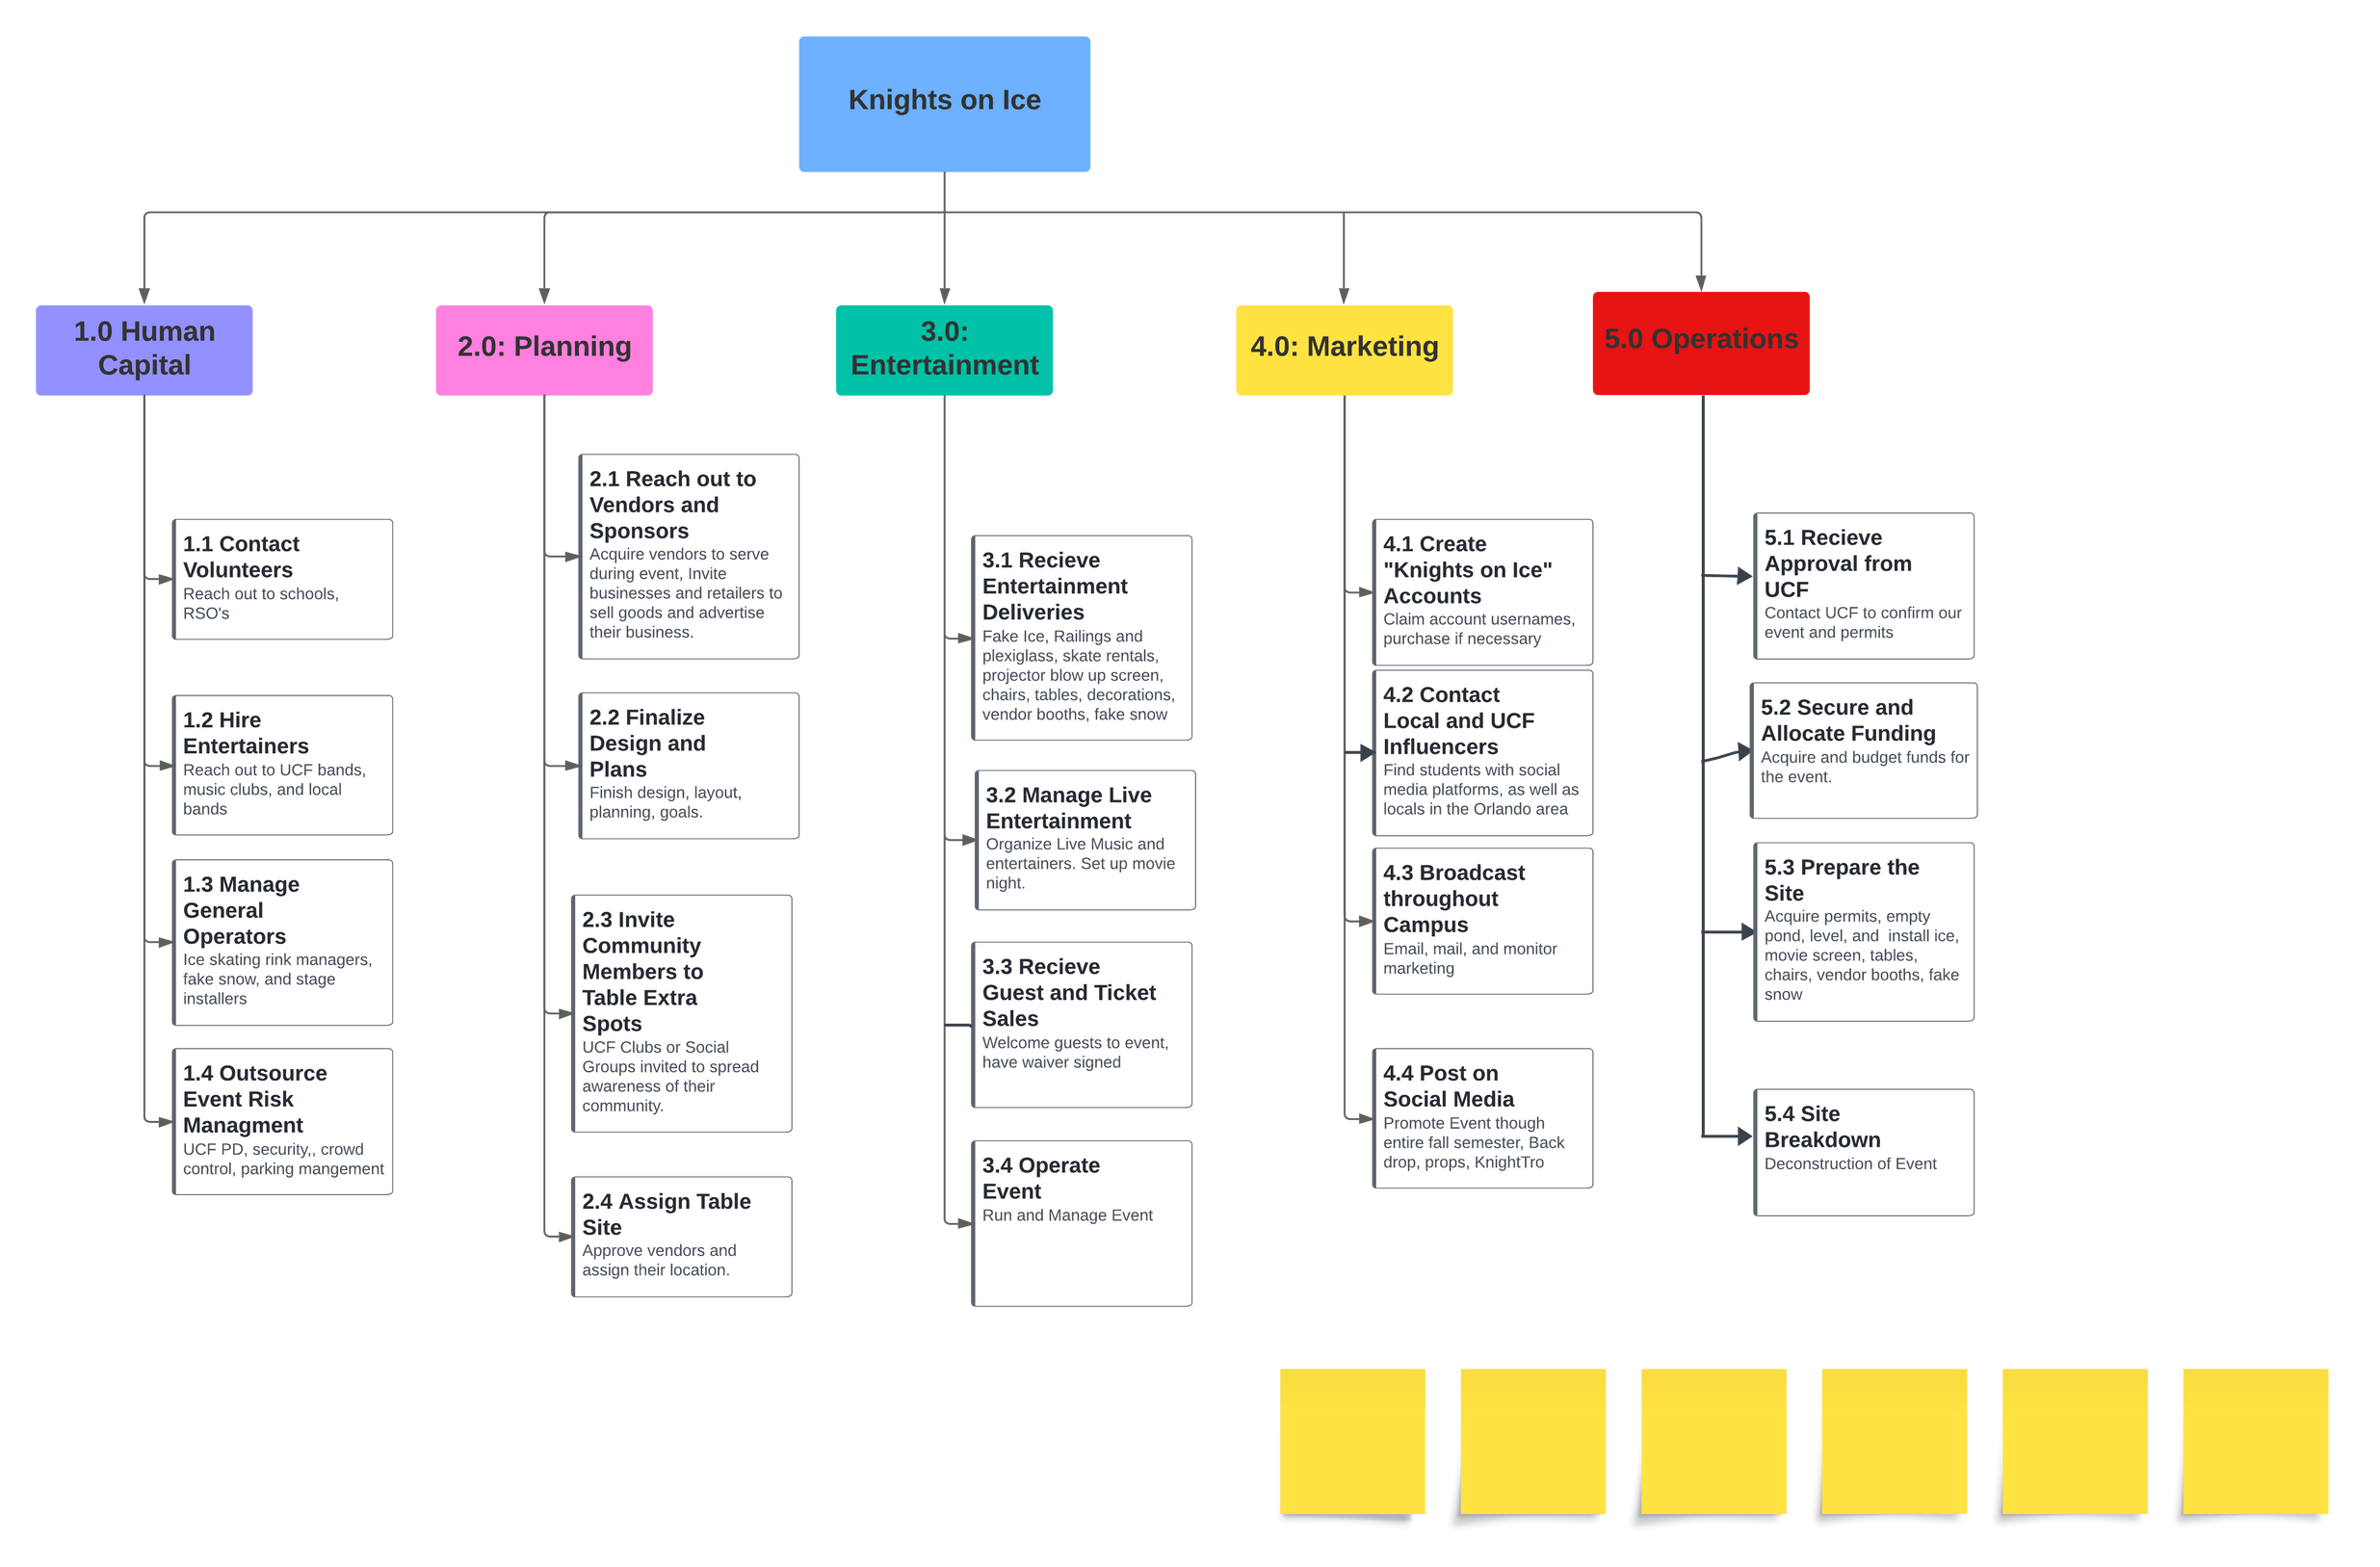 Knights on Ice
1.0 Human
Capital
2.0: Planning
3.0:
Entertainment
4.0: Marketing
5.0 Operations
1.1 Contact
Volunteers
Reach out to schools,
RSO's
1.2 Hire
Entertainers
Reach out to UCF bands,
music clubs, and local
bands
1.3 Manage
General
Operators
Ice skating rink managers,
fake snow, and stage
installers
1.4 Outsource
Event Risk
Managment
UCF PD, security,, crowd
control, parking mangement
2.1 Reach out to
Vendors and
Sponsors
Acquire vendors to serve
during event, Invite
businesses and retailers to
sell goods and advertise
their business.
2.2 Finalize
Design and
Plans
Finish design, layout,
planning, goals.
2.3 Invite
Community
Members to
Table Extra
Spots
UCF Clubs or Social
Groups invited to spread
awareness of their
community.
2.4 Assign Table
Site
Approve vendors and
assign their location.
3.1 Recieve
Entertainment
Deliveries
Fake Ice, Railings and
plexiglass, skate rentals,
projector blow up screen,
chairs, tables, decorations,
vendor booths, fake snow
3.2 Manage Live
Entertainment
Organize Live Music and
entertainers. Set up movie
night.
3.3 Recieve
Guest and Ticket
Sales
Welcome guests to event,
have waiver signed
3.4 Operate
Event
Run and Manage Event
4.1 Create
"Knights on Ice"
Accounts
Claim account usernames,
purchase if necessary
4.2 Contact
Local and UCF
Influencers
Find students with social
media platforms, as well as
locals in the Orlando area
4.3 Broadcast
throughout
Campus
Email, mail, and monitor
marketing
4.4 Post on
Social Media
Promote Event though
entire fall semester, Back
drop, props, KnightTro
5.1 Recieve
Approval from
UCF
Contact UCF to confirm our
event and permits
5.2 Secure and
Allocate Funding
Acquire and budget funds for
the event.
5.3 Prepare the
Site
Acquire permits, empty
pond, level, and  install ice,
movie screen, tables,
chairs, vendor booths, fake
snow
5.4 Site
Breakdown
Deconstruction of Event